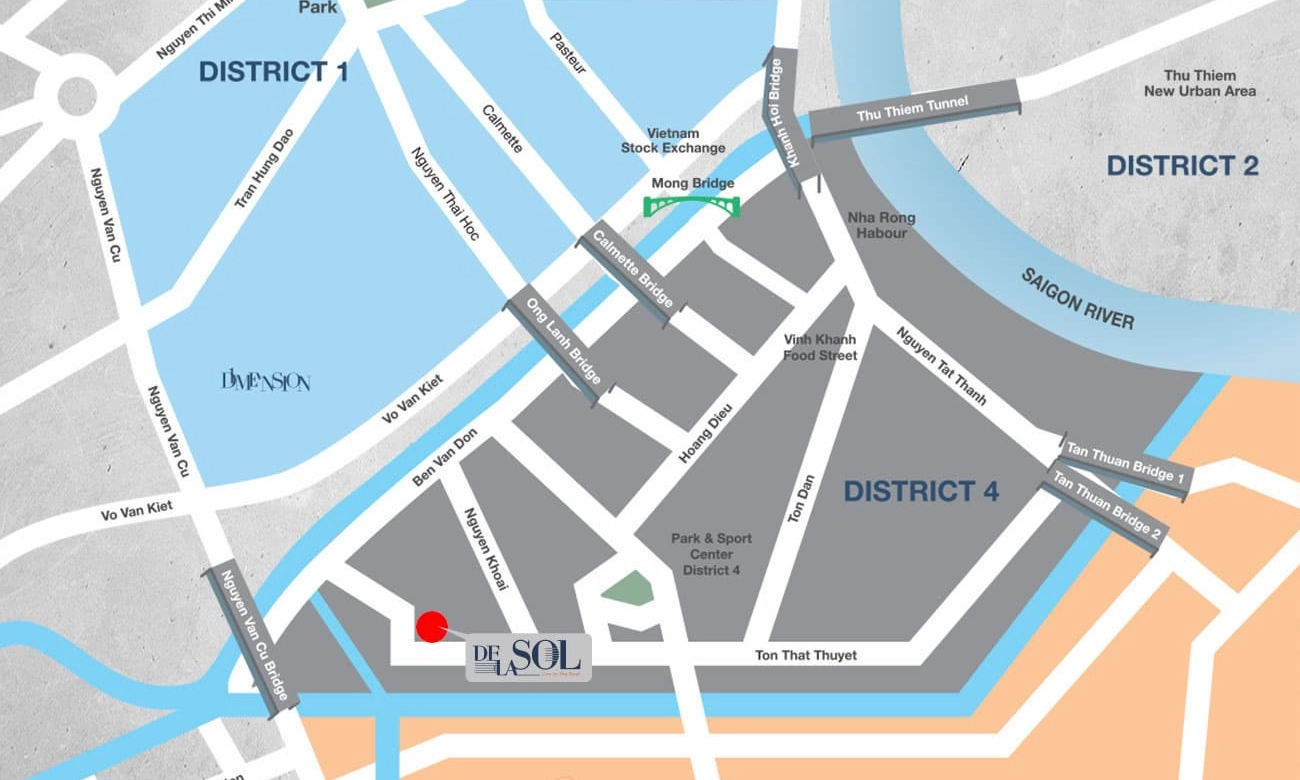 Park
Nguyen Thi Mi
DISTRICT 1
Pasteur
Khanh Hoi Bridge
Thu Thiem Tunnel
Thu Thiem
New Urban Area
DISTRICT 2
Calmette
Vietnam
Stock Exchange
Tran Hung Dao
Nguyen Thai Hoc
Mong Bridge
Nguyen Van Cu
Nha Rong
Habour
Calmette Bridge
SAIGON RIVER
Ong Lanh Bridge
Vinh Khanh
Food Street
Nguyen Tat Thanh
DIMENSION
Vo Van Kiet
Nguyen Van Cu
Hoang Dieu
Ben Van Don
Tan Thuan Bridge 1
Tan Thuan Bridge 2
DISTRICT 4
Ton Dan
Vo Van Kiet
Nguyen Khoai
Park & Sport
Center
District 4
Nguyen Van Cu Bridge
DE
LA
SOL
Ton That Thuyet